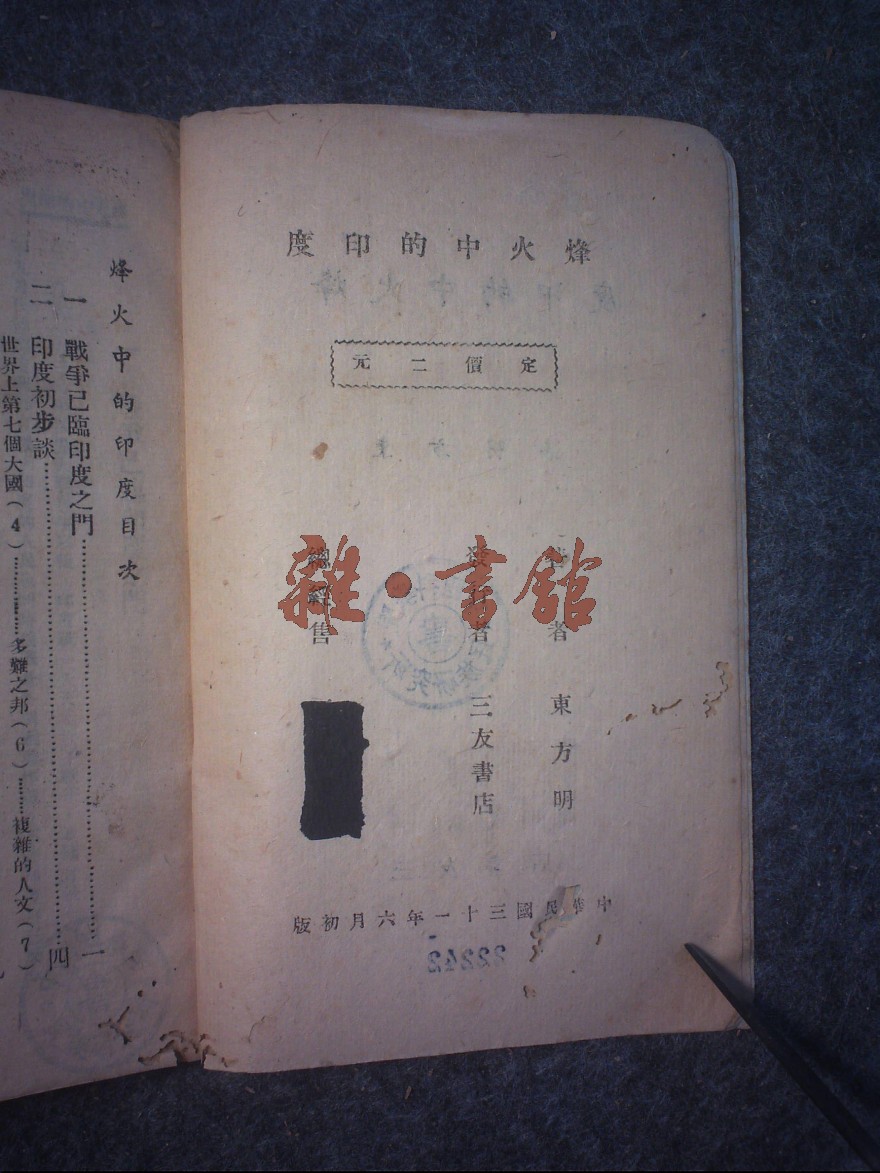 烽火中的印度
定價二元
著者 東方明
發行者 三友書店
總經售
中華民國三十一年六月初版
22242
雜·書館
烽火中的印度目次
一 戰爭已臨印度之門……一
二 印度初步談……四
世界上第七個大國(4)……多難之邦(6)……複雜的人文(7)